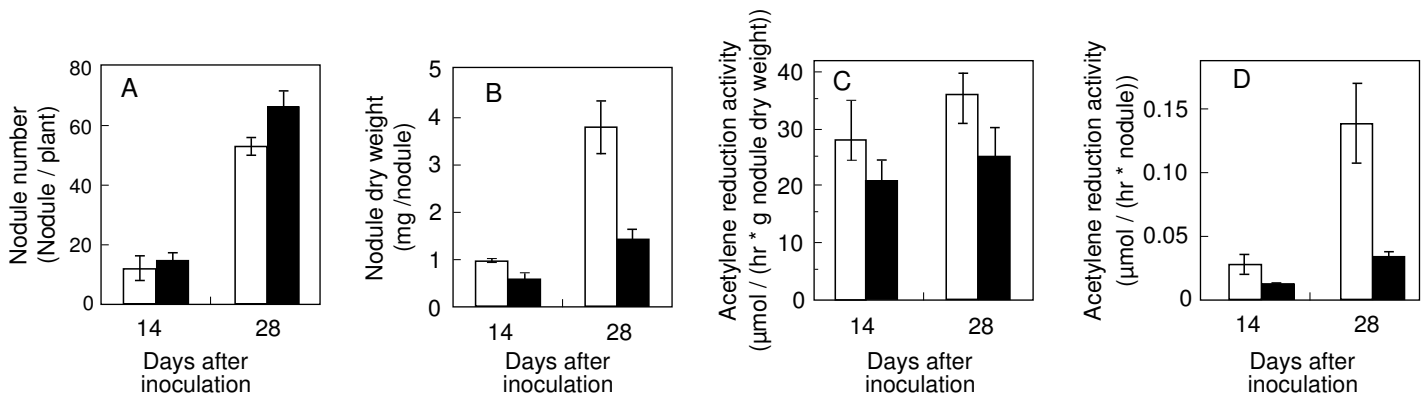 A
Nodule number
(Nodule / plant)
80
60
40
20
0
14
28
Days after
inoculation
B
Nodule dry weight
(mg /nodule)
5
4
3
2
1
0
14
28
Days after
inoculation
C
Acetylene reduction activity
(µmol / (hr * g nodule dry weight))
40
30
20
10
0
14
28
Days after
inoculation
D
Acetylene reduction activity
(µmol / (hr * nodule))
0.15
0.10
0.05
0
14
28
Days after
inoculation